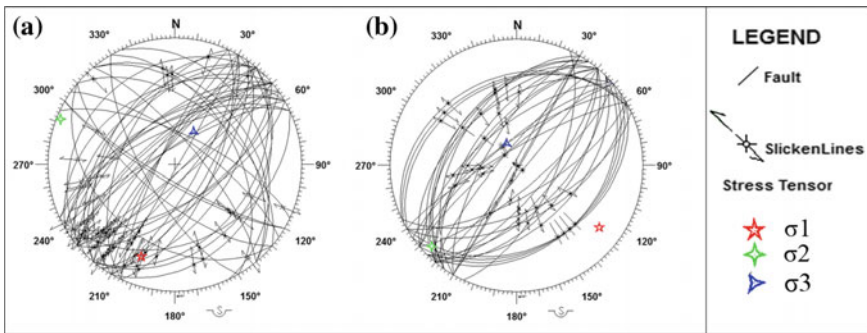 (a)
N
30°
60°
90°
120°
150°
180°
210°
240°
270°
300°
330°
S
(b)
N
30°
60°
90°
120°
150°
180°
210°
240°
270°
300°
330°
S
LEGEND
Fault
SlickenLines
Stress Tensor
σ1
σ2
σ3